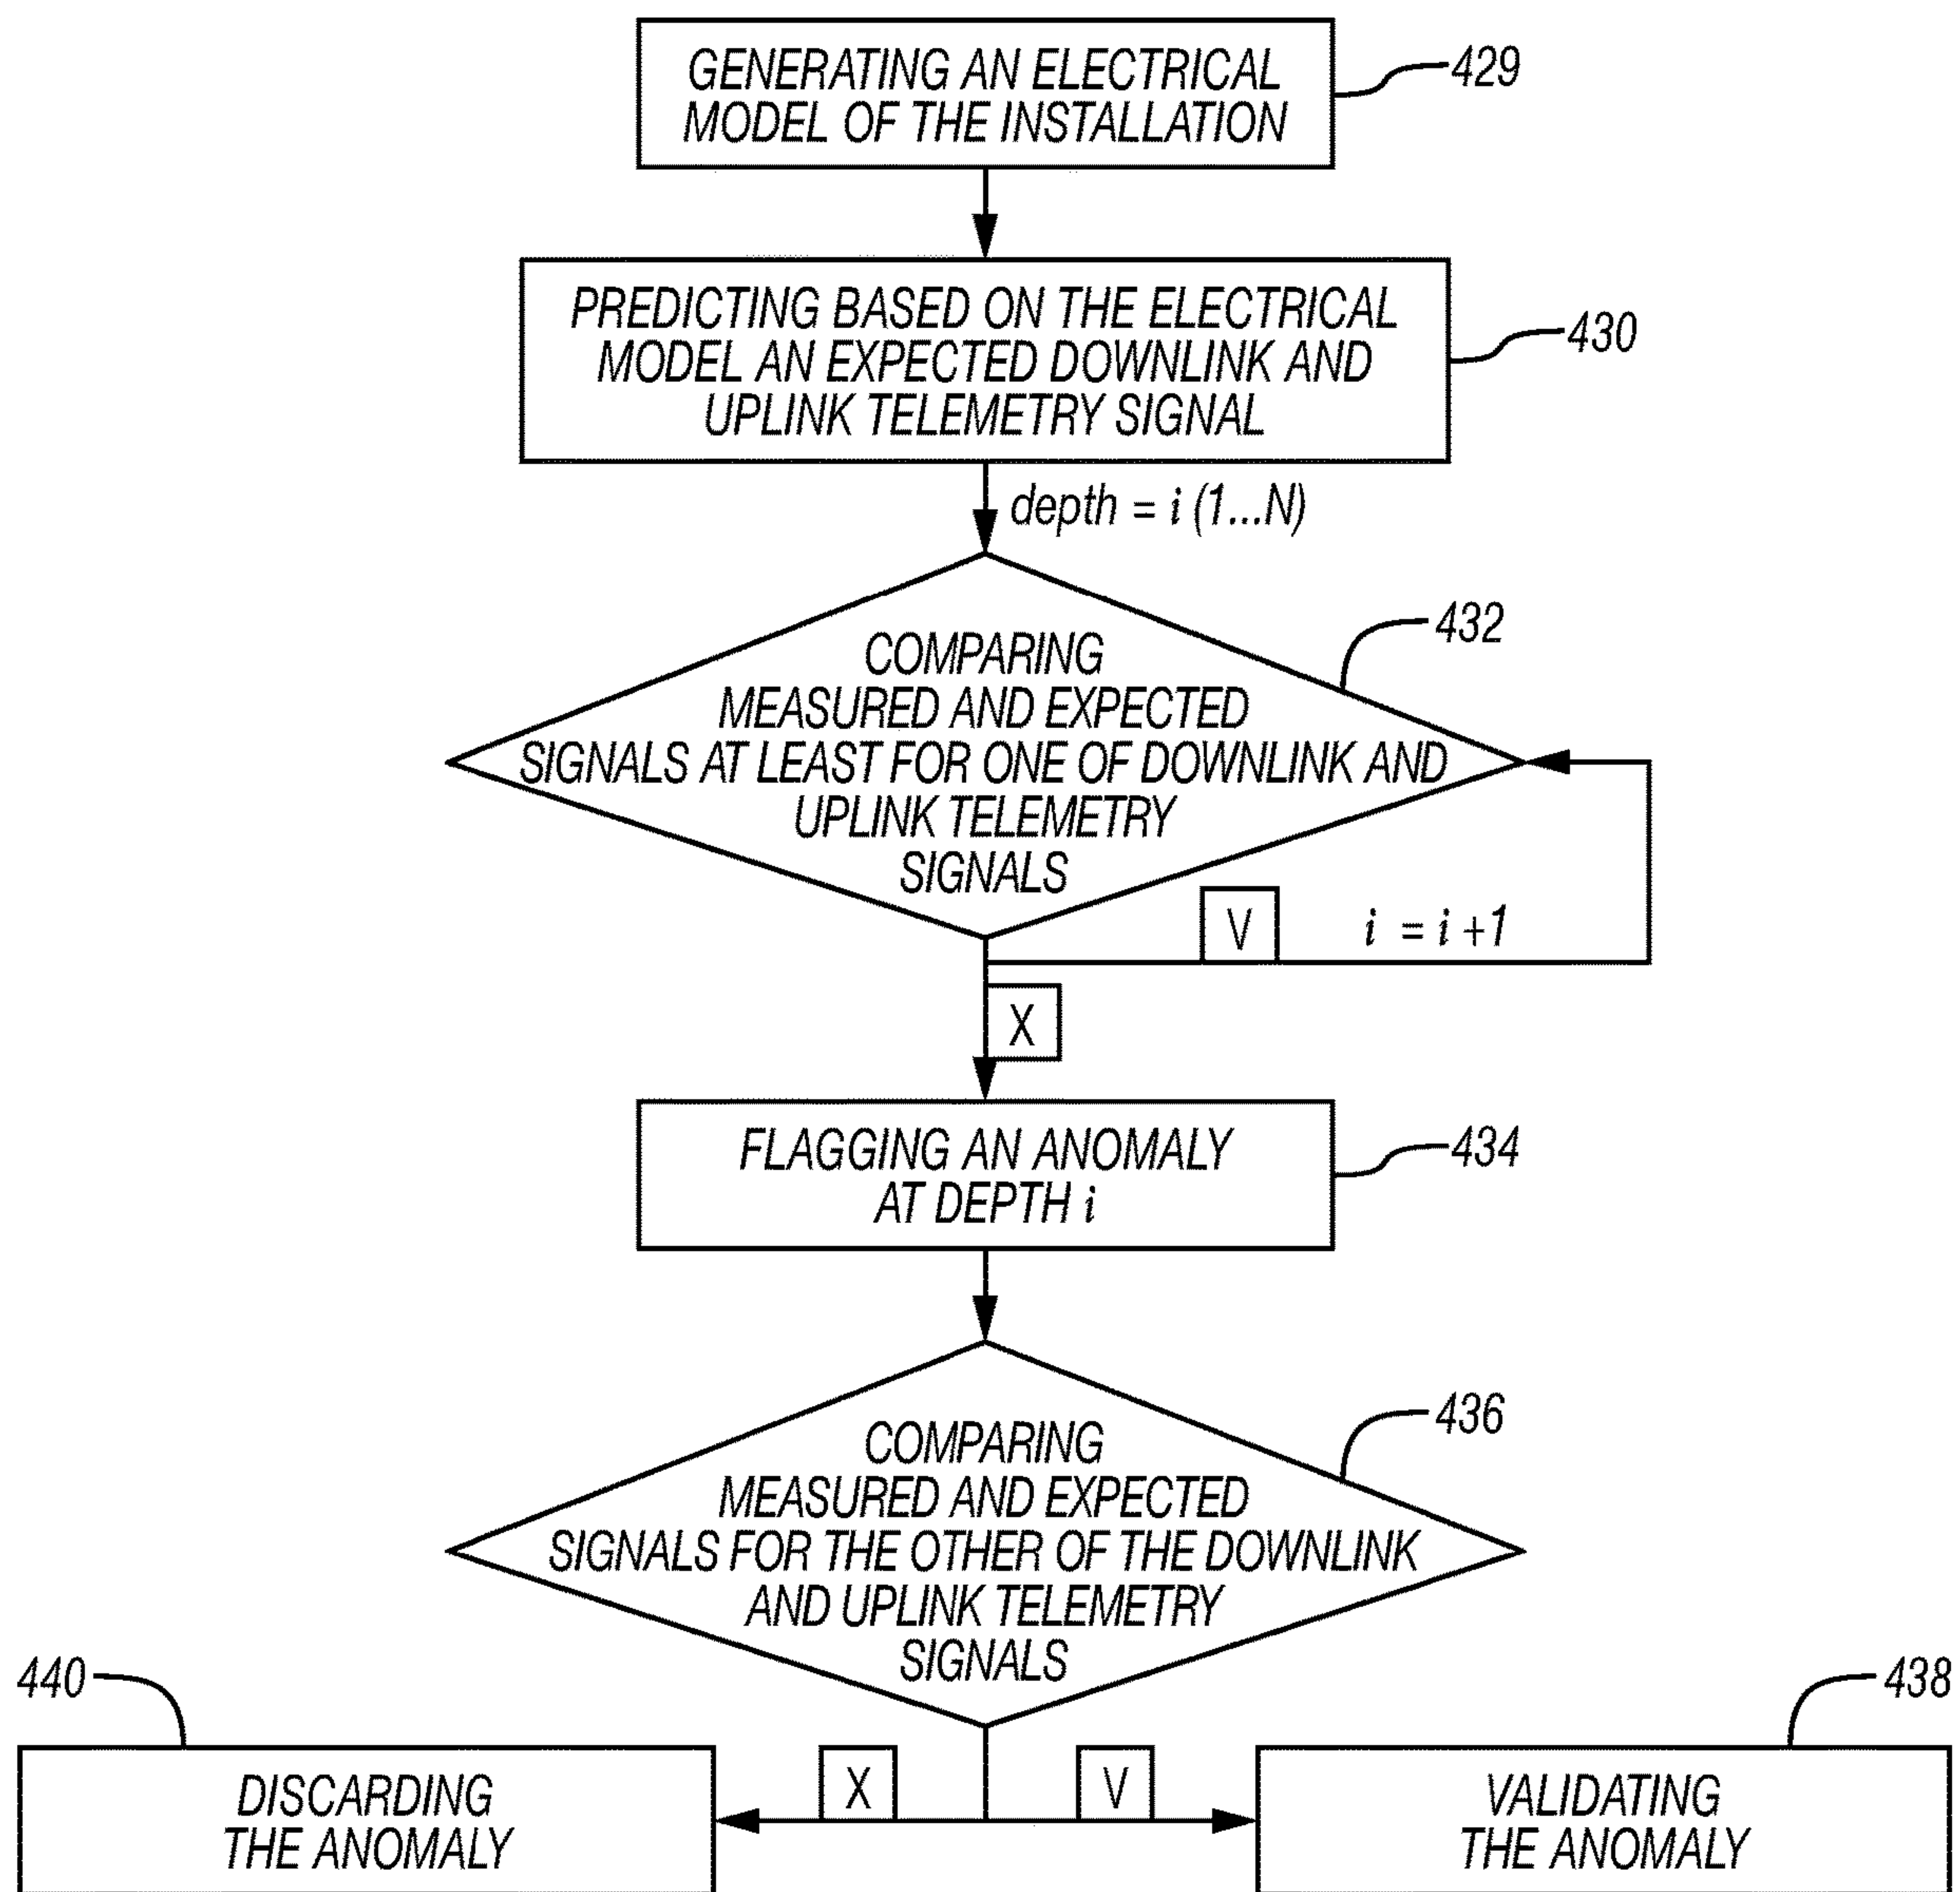 GENERATING AN ELECTRICAL
MODEL OF THE INSTALLATION
429
PREDICTING BASED ON THE ELECTRICAL
MODEL AN EXPECTED DOWNLINK AND
UPLINK TELEMETRY SIGNAL
430
depth = i (1...N)
COMPARING
MEASURED AND EXPECTED
SIGNALS AT LEAST FOR ONE OF DOWNLINK AND
UPLINK TELEMETRY
SIGNALS
432
V
i = i +1
X
FLAGGING AN ANOMALY
AT DEPTH i
434
COMPARING
MEASURED AND EXPECTED
SIGNALS FOR THE OTHER OF THE DOWNLINK
AND UPLINK TELEMETRY
SIGNALS
436
440
438
DISCARDING
THE ANOMALY
X
V
VALIDATING
THE ANOMALY